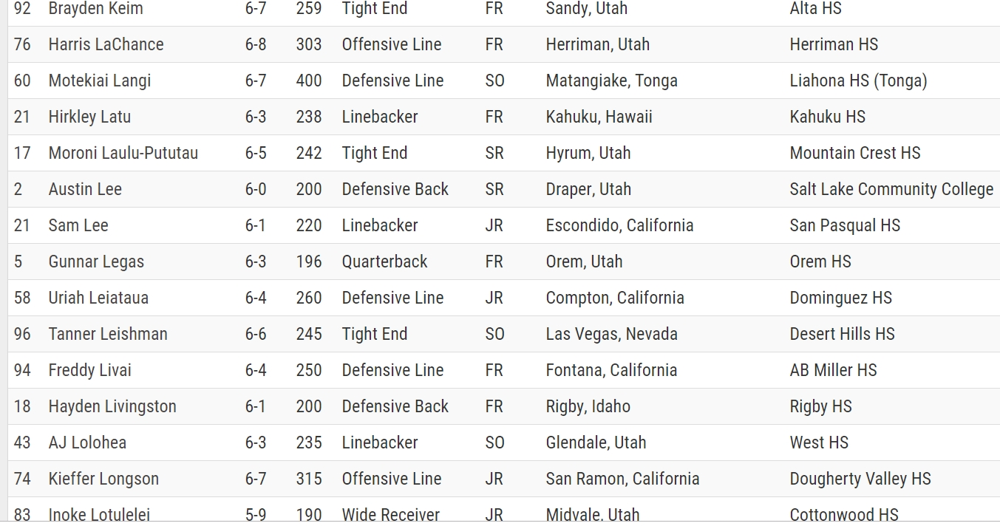 92 Brayden Keim 6-7 259 Tight End FR Sandy, Utah Alta HS
76 Harris LaChance 6-8 303 Offensive Line FR Herriman, Utah Herriman HS
60 Motekiai Langi 6-7 400 Defensive Line SO Matangiake, Tonga Liahona HS (Tonga)
21 Hirkley Latu 6-3 238 Linebacker FR Kahuku, Hawaii Kahuku HS
17 Moroni Laulu-Pututau 6-5 242 Tight End SR Hyrum, Utah Mountain Crest HS
2 Austin Lee 6-0 200 Defensive Back SR Draper, Utah Salt Lake Community College
21 Sam Lee 6-1 220 Linebacker JR Escondido, California San Pasqual HS
5 Gunnar Legas 6-3 196 Quarterback FR Orem, Utah Orem HS
58 Uriah Leiataua 6-4 260 Defensive Line JR Compton, California Dominguez HS
96 Tanner Leishman 6-6 245 Tight End SO Las Vegas, Nevada Desert Hills HS
94 Freddy Livai 6-4 250 Defensive Line FR Fontana, California AB Miller HS
18 Hayden Livingston 6-1 200 Defensive Back FR Rigby, Idaho Rigby HS
43 AJ Lolohea 6-3 235 Linebacker SO Glendale, Utah West HS
74 Kieffer Longson 6-7 315 Offensive Line JR San Ramon, California Dougherty Valley HS
83 Inoke Lotulelei 5-9 190 Wide Receiver JR Midvale, Utah Cottonwood HS